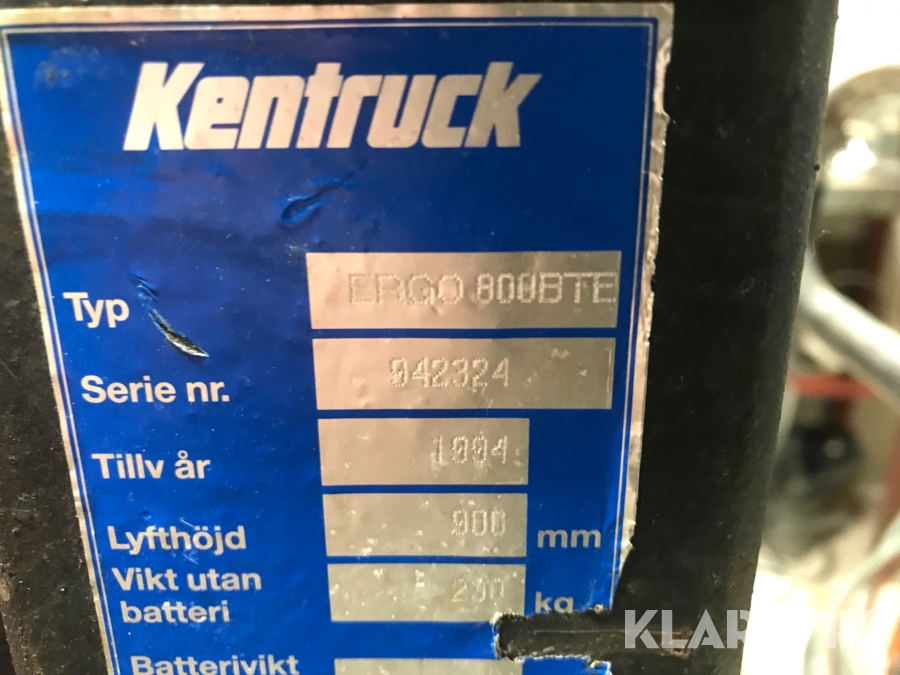 Kentruck
Typ ERGO 800BTE
Serie nr. 942324
Tillv år 1994
Lyfthöjd 900 mm
Vikt utan
batteri kg
Batterivikt